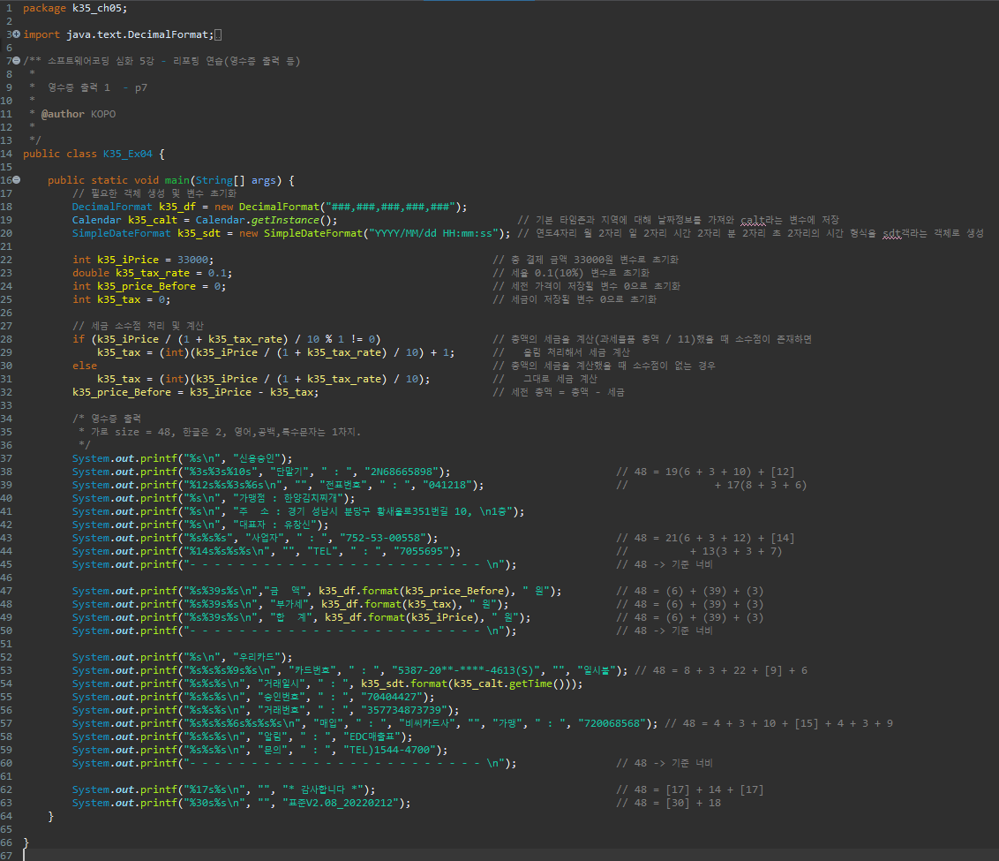 1 package k35_ch05;
2
3 import java.text.DecimalFormat;
6
7 /** 소프트웨어코딩 심화 5강 - 리프팅 연습(영수증 출력 등)
8  *
9  *  영수증 출력 1  - p7
10  *
11  * @author KOPO
12  *
13  */
14 public class K35_Ex04 {
15
16     public static void main(String[] args) {
17         // 필요한 객체 생성 및 변수 초기화
18         DecimalFormat k35_df = new DecimalFormat("###,###,###,###,###");
19         Calendar k35_calt = Calendar.getInstance();                             // 기본 타임존과 지역에 대해 날짜정보를 가져와 calt라는 변수에 저장
20         SimpleDateFormat k35_sdt = new SimpleDateFormat("YYYY/MM/dd HH:mm:ss"); // 연도4자리 월 2자리 일 2자리 시간 2자리 분 2자리 초 2자리의 시간 형식을 sdt객라는 객체로 생성
21
22         int k35_iPrice = 33000;                                             // 총 결제 금액 33000원 변수로 초기화
23         double k35_tax_rate = 0.1;                                          // 세율 0.1(10%) 변수로 초기화
24         int k35_price_Before = 0;                                           // 세전 가격이 저장될 변수 0으로 초기화
25         int k35_tax = 0;                                                    // 세금이 저장될 변수 0으로 초기화
26
27         // 세금 소수점 처리 및 계산
28         if (k35_iPrice / (1 + k35_tax_rate) / 10 % 1 != 0)                  // 총액의 세금을 계산(과세물품 총액 / 11)했을 때 소수점이 존재하면
29             k35_tax = (int)(k35_iPrice / (1 + k35_tax_rate) / 10) + 1;      //   올림 처리해서 세금 계산
30         else                                                                // 총액의 세금을 계산했을 때 소수점이 없는 경우
31             k35_tax = (int)(k35_iPrice / (1 + k35_tax_rate) / 10);          //   그대로 세금 계산
32         k35_price_Before = k35_iPrice - k35_tax;                            // 세전 총액 = 총액 - 세금
33
34         /* 영수증 출력
35          * 가로 size = 48, 한글은 2, 영어,공백,특수문자는 1차지.
36          */
37         System.out.printf("%s\n", "신용승인");
38         System.out.printf("%3s%3s%10s", "단말기", " : ", "2N68665898");                           // 48 = 19(6 + 3 + 10) + [12]
39         System.out.printf("%12s%s%3s%6s\n", "", "전표번호", " : ", "041218");                     //              + 17(8 + 3 + 6)
40         System.out.printf("%s\n", "가맹점 : 한양김치찌개");
41         System.out.printf("%s\n", "주  소 : 경기 성남시 분당구 황새울로351번길 10, \n1층");
42         System.out.printf("%s\n", "대표자 : 유창신");
43         System.out.printf("%s%s%s", "사업자", " : ", "752-53-00558");                             // 48 = 21(6 + 3 + 12) + [14]
44         System.out.printf("%14s%s%s%s\n", "", "TEL", " : ", "7055695");                         //          + 13(3 + 3 + 7)
45         System.out.printf("- - - - - - - - - - - - - - - - - - - - - - - - \n");                // 48 -> 기준 너비
46
47         System.out.printf("%s%39s%s\n","금  액", k35_df.format(k35_price_Before), " 원");         // 48 = (6) + (39) + (3)
48         System.out.printf("%s%39s%s\n", "부가세", k35_df.format(k35_tax), " 원");                 // 48 = (6) + (39) + (3)
49         System.out.printf("%s%39s%s\n", "합  계", k35_df.format(k35_iPrice), " 원");              // 48 = (6) + (39) + (3)
50         System.out.printf("- - - - - - - - - - - - - - - - - - - - - - - - \n");                // 48 -> 기준 너비
51
52         System.out.printf("%s\n", "우리카드");
53         System.out.printf("%s%s%s%9s%s\n", "카드번호", " : ", "5387-20**-****-4613(S)", "", "일시불"); // 48 = 8 + 3 + 22 + [9] + 6
54         System.out.printf("%s%s%s\n", "거래일시", " : ", k35_sdt.format(k35_calt.getTime()));
55         System.out.printf("%s%s%s\n", "승인번호", " : ", "70404427");
56         System.out.printf("%s%s%s\n", "거래번호", " : ", "357734873739");
57         System.out.printf("%s%s%s%6s%s%s%s\n", "매입", " : ", "비씨카드사", "", "가맹", " : ", "720068568"); // 48 = 4 + 3 + 10 + [15] + 4 + 3 + 9
58         System.out.printf("%s%s%s\n", "알림", " : ", "EDC매출표");
59         System.out.printf("%s%s%s\n", "문의", " : ", "TEL)1544-4700");
60         System.out.printf("- - - - - - - - - - - - - - - - - - - - - - - - \n");                // 48 -> 기준 너비
61
62         System.out.printf("%17s%s\n", "", "* 감사합니다 *");                                       // 48 = [17] + 14 + [17]
63         System.out.printf("%30s%s\n", "", "표준V2.08_20220212");                                 // 48 = [30] + 18
64     }
65
66 }
67